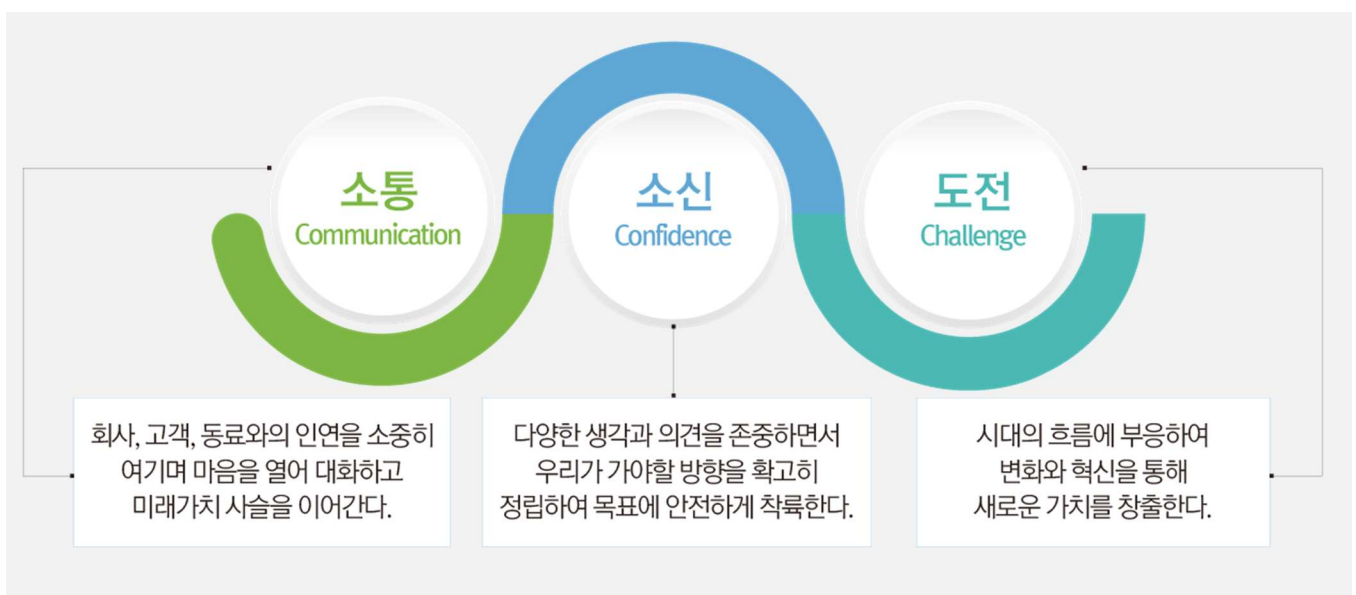 소통
Communication
소신
Confidence
도전
Challenge
회사, 고객, 동료와의 인연을 소중히
여기며 마음을 열어 대화하고
미래가치 사슬을 이어간다.
다양한 생각과 의견을 존중하면서
우리가 가야할 방향을 확고히
정립하여 목표에 안전하게 착륙한다.
시대의 흐름에 부응하여
변화와 혁신을 통해
새로운 가치를 창출한다.